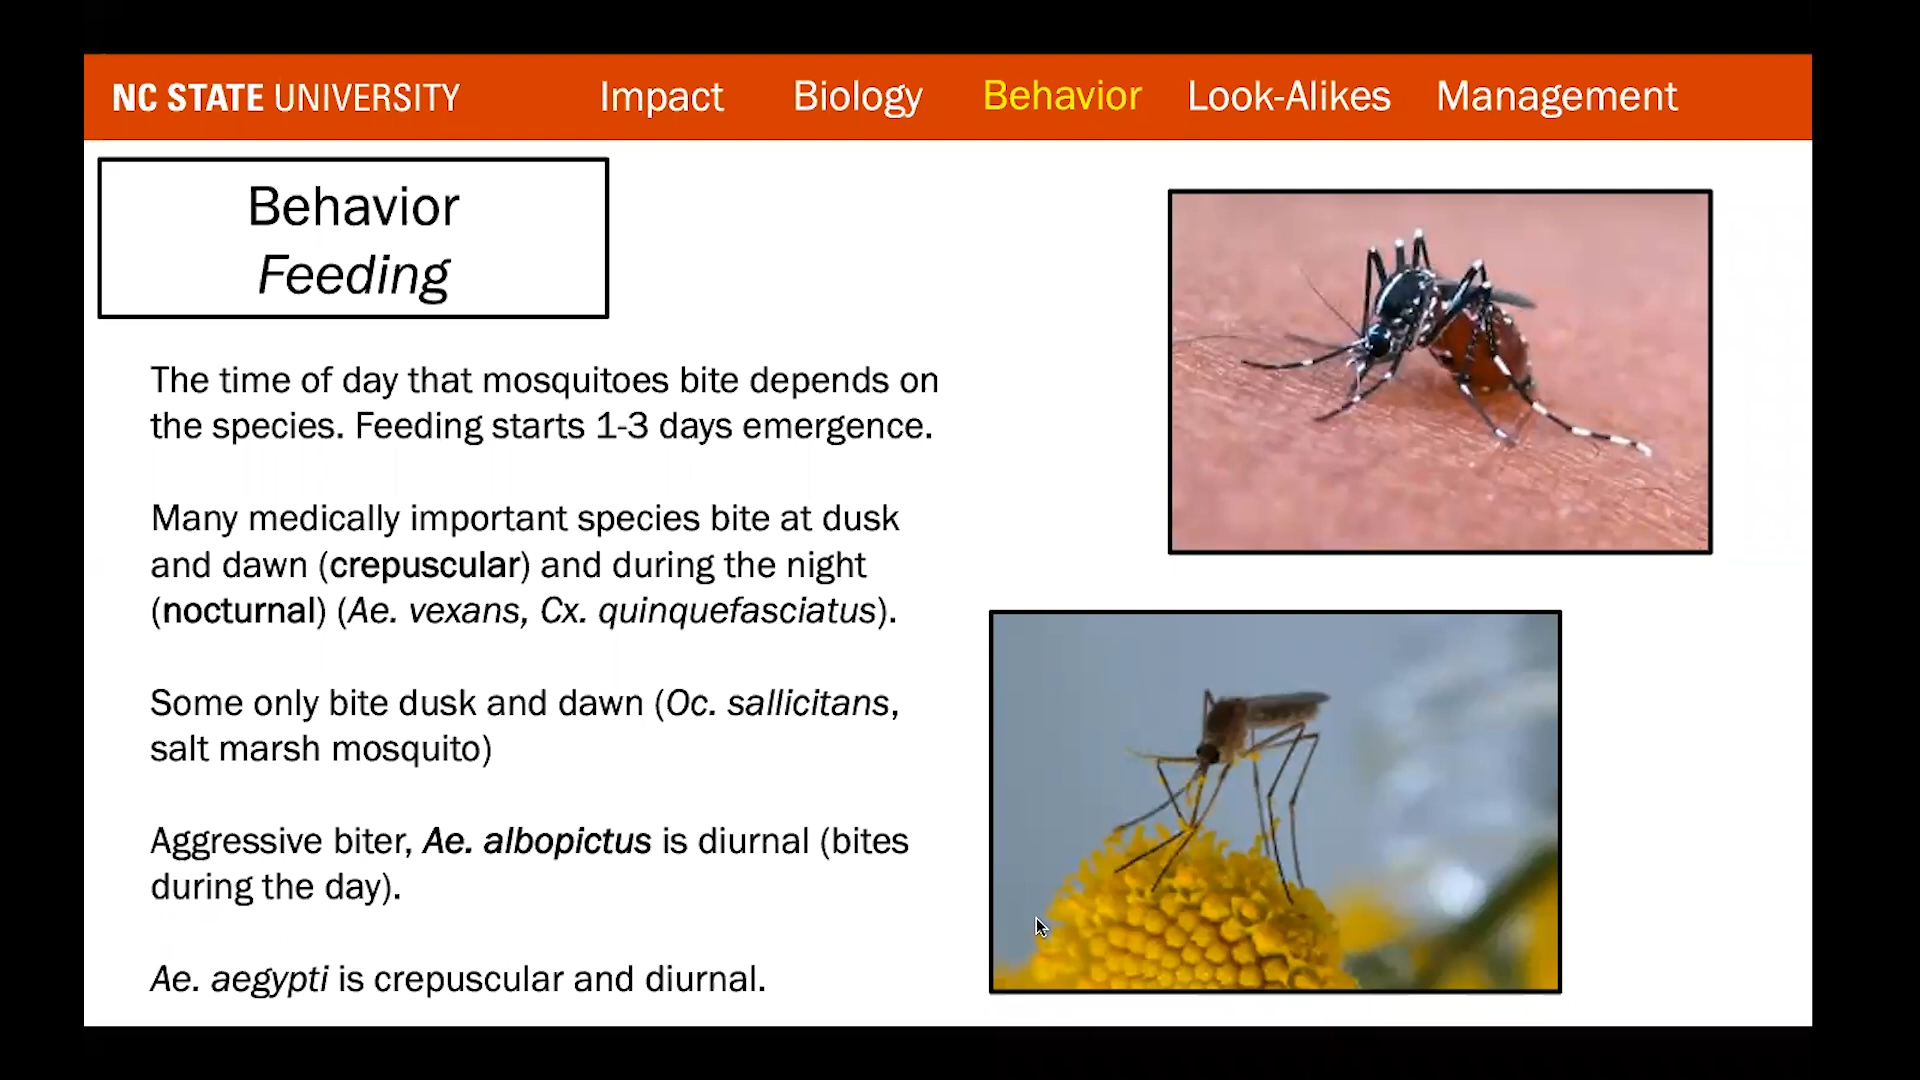 NC STATE UNIVERSITY Impact Biology Behavior Look-Alikes Management
Behavior
Feeding
The time of day that mosquitoes bite depends on
the species. Feeding starts 1-3 days emergence.
Many medically important species bite at dusk
and dawn (crepuscular) and during the night
(nocturnal) (Ae. vexans, Cx. quinquefasciatus).
Some only bite dusk and dawn (Oc. sallicitans,
salt marsh mosquito)
Aggressive biter, Ae. albopictus is diurnal (bites
during the day).
Ae. aegypti is crepuscular and diurnal.